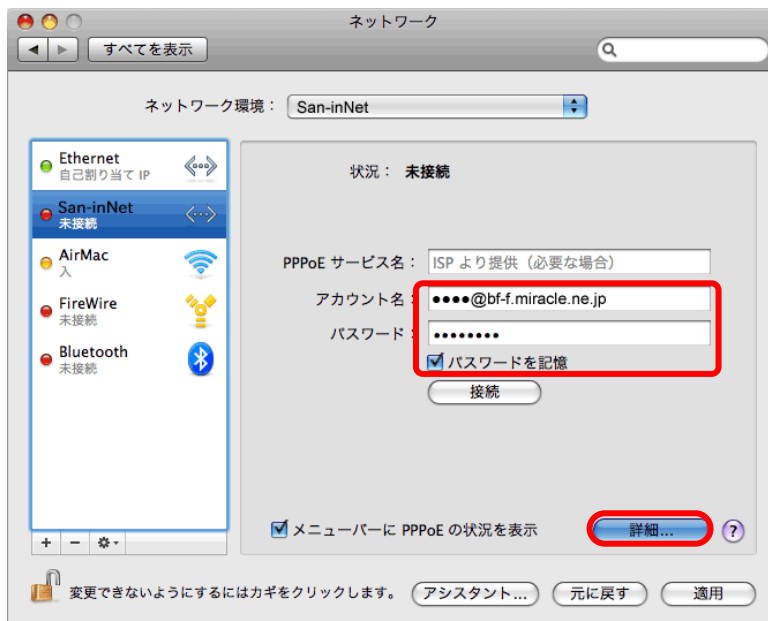 ネットワーク
すべてを表示
ネットワーク環境： San-inNet
Ethernet
自己割り当て IP
San-inNet
未接続
AirMac
入
FireWire
未接続
Bluetooth
未接続
状況： 未接続
PPPoE サービス名： ISP より提供（必要な場合）
アカウント名： ●●●●@bf-f.miracle.ne.jp
パスワード： ●●●●●●●●
パスワードを記憶
接続
メニューバーに PPPoE の状況を表示 詳細... ?
変更できないようにするにはカギをクリックします。 アシスタント... 元に戻す 適用